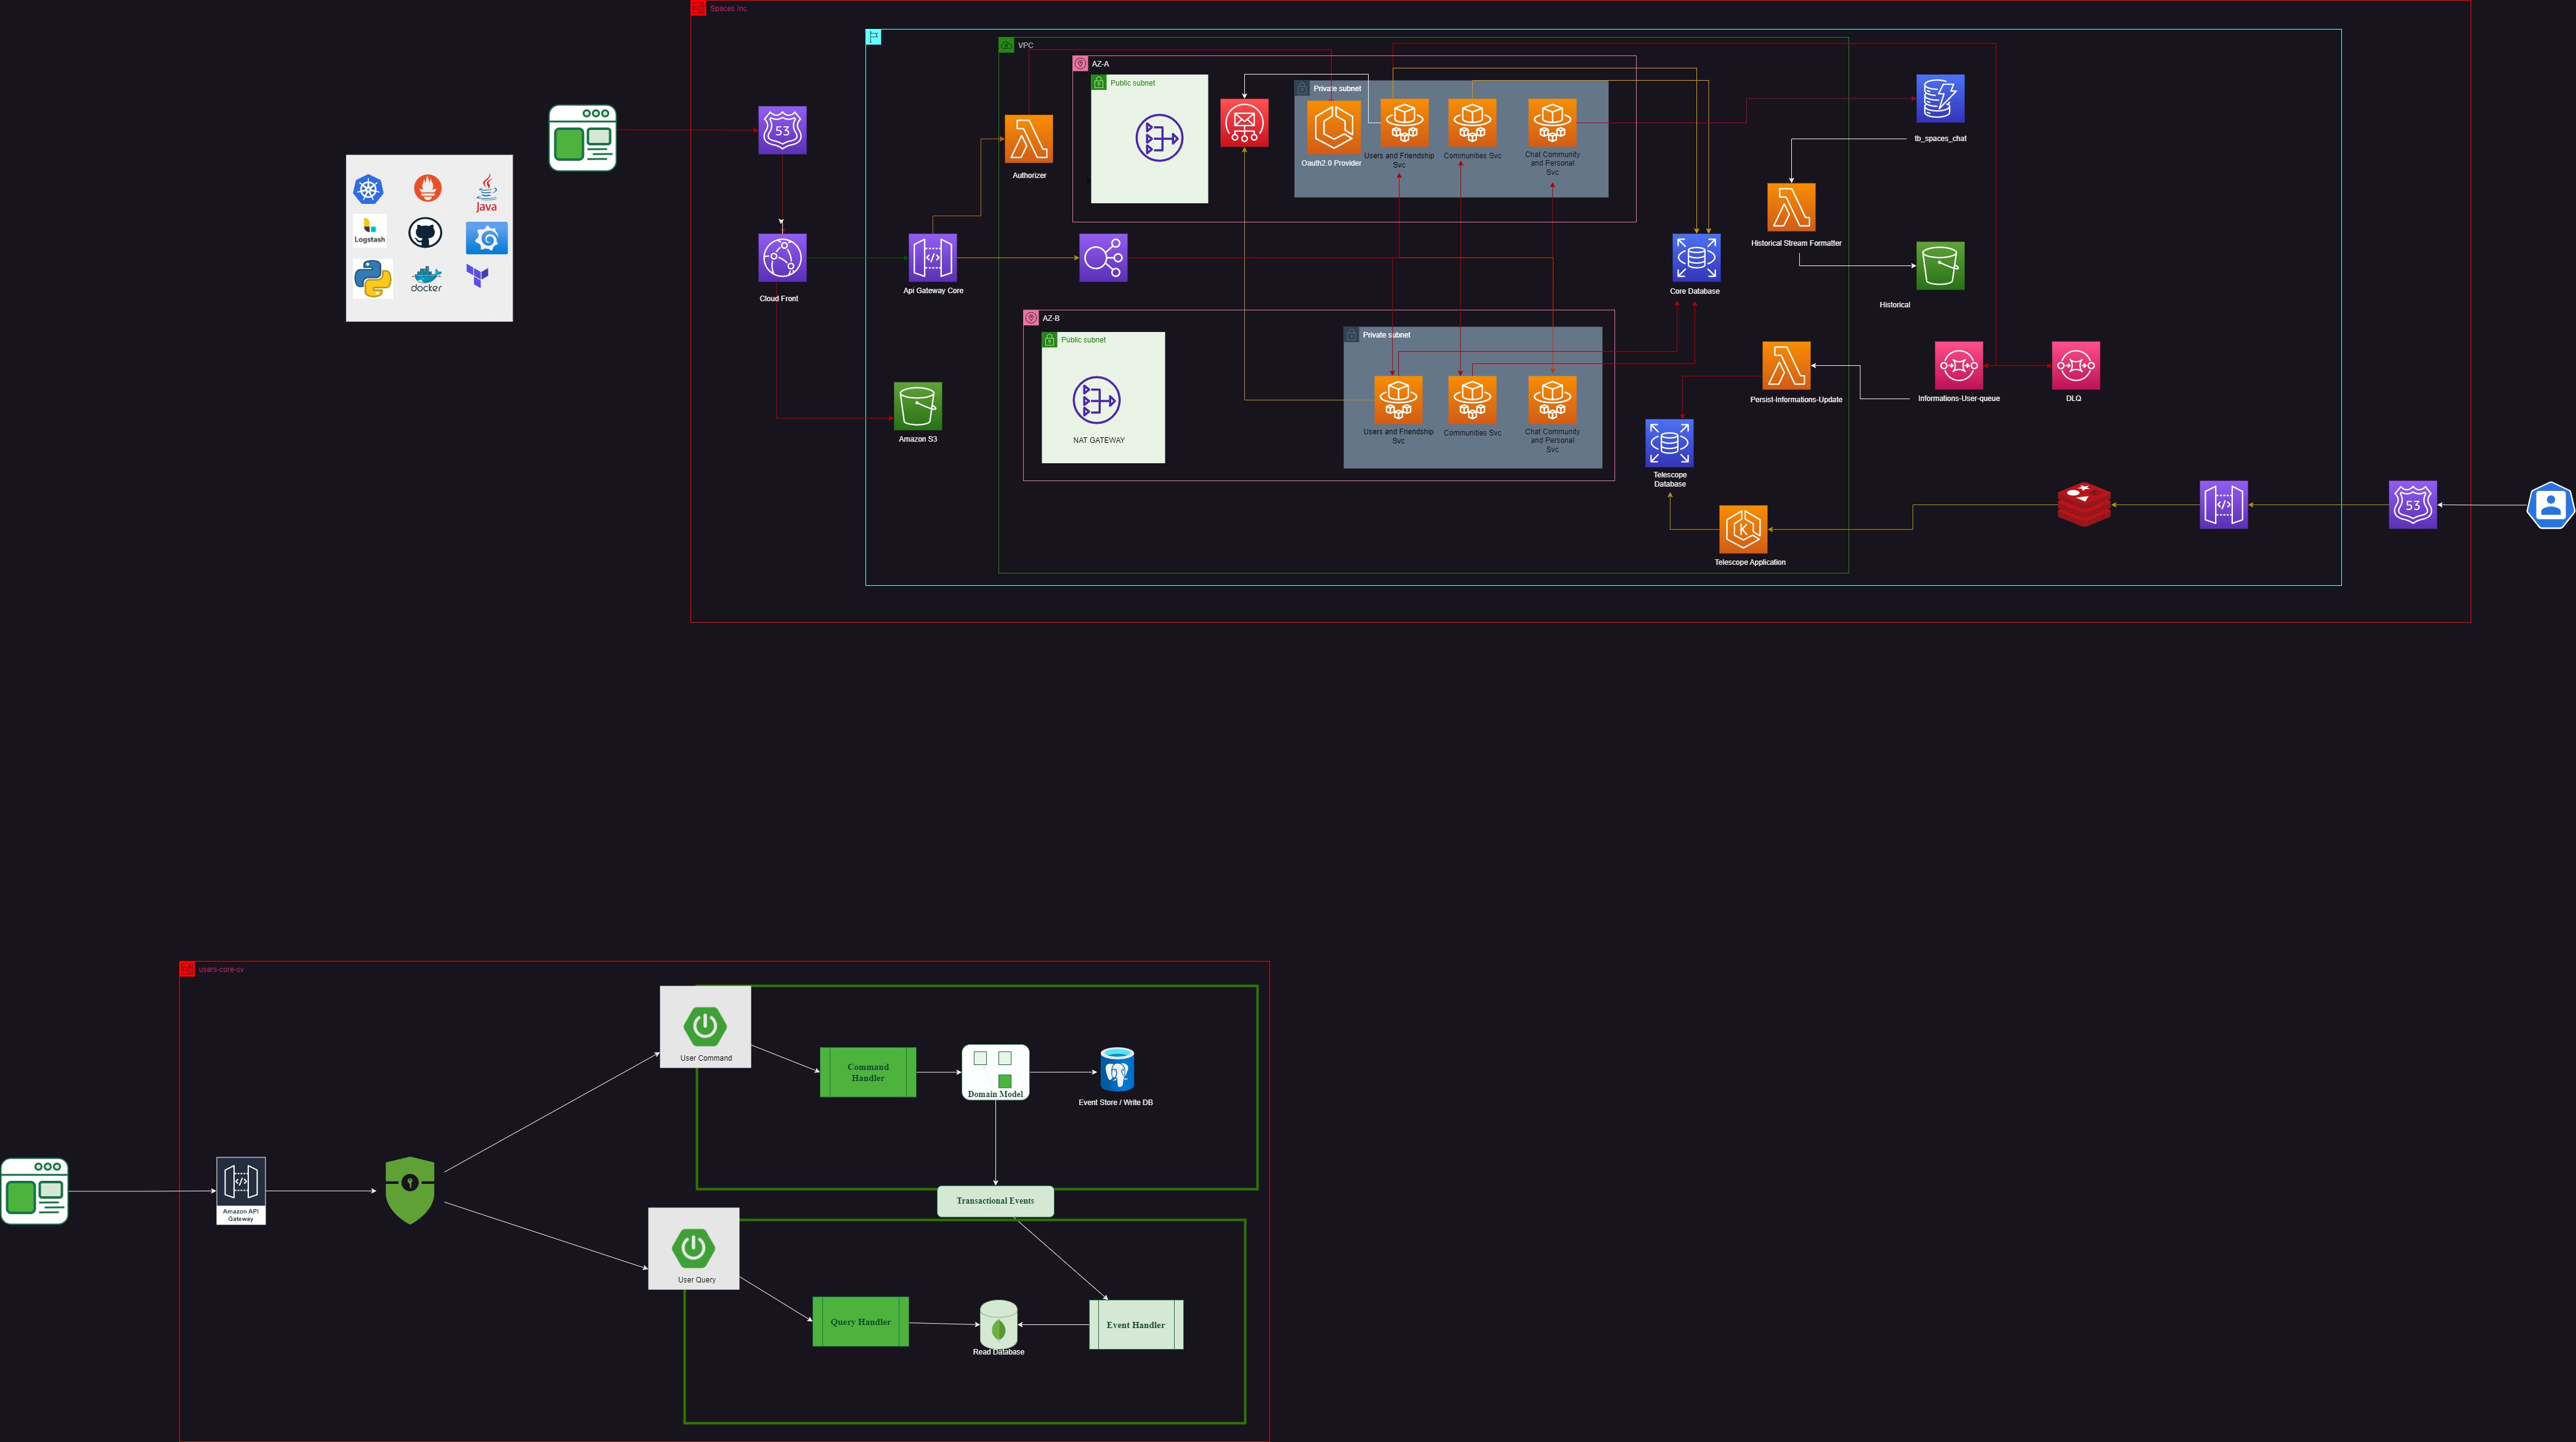 Spaces Inc.
VPC
AZ-A
Public subnet
Private subnet
53
Authorizer
Oauth2.0 Provider
Users and Friendship
Svc
Communities Svc
Chat Community
and Personal
Svc
tb_spaces_chat
Java
Logstash
docker
Historical Stream Formatter
Cloud Front
Api Gateway Core
Core Database
Historical
AZ-B
Public subnet
Private subnet
NAT GATEWAY
Amazon S3
Users and Friendship
Svc
Communities Svc
Chat Community
and Personal
Svc
Persist-Informations-Update
Informations-User-queue
DLQ
Telescope
Database
K
Telescope Application
53
users-core-sv
User Command
Command
Handler
Domain Model
Event Store / Write DB
Amazon API
Gateway
Transactional Events
User Query
Query Handler
Read Database
Event Handler